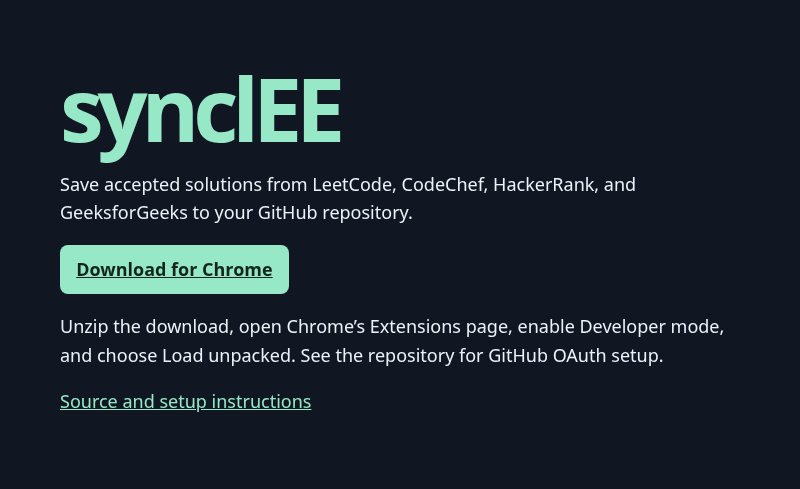 synclEE
Save accepted solutions from LeetCode, CodeChef, HackerRank, and
GeeksforGeeks to your GitHub repository.
Download for Chrome
Unzip the download, open Chrome’s Extensions page, enable Developer mode,
and choose Load unpacked. See the repository for GitHub OAuth setup.
Source and setup instructions